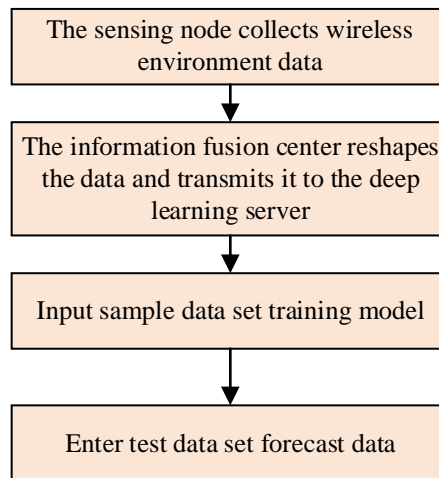 The sensing node collects wireless
environment data
The information fusion center reshapes
the data and transmits it to the deep
learning server
Input sample data set training model
Enter test data set forecast data